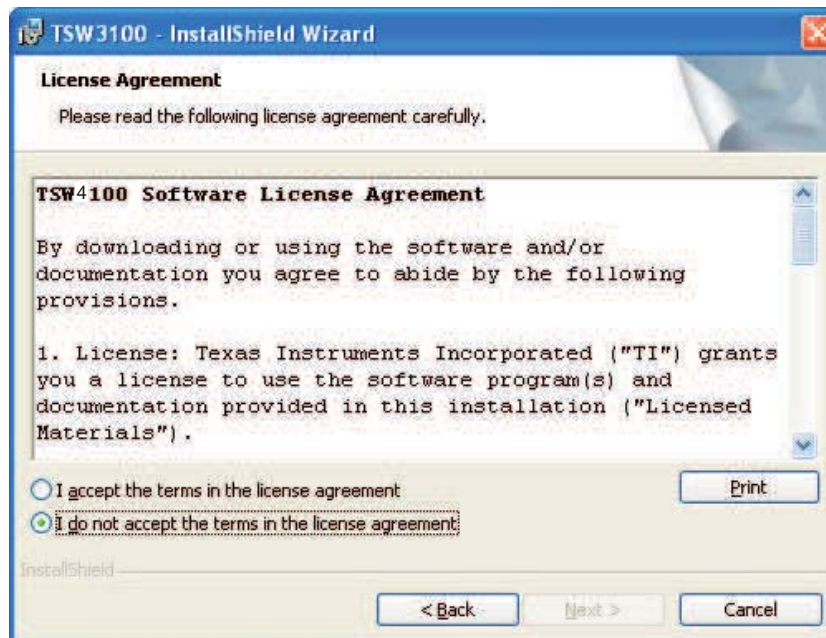 TSW3100 - InstallShield Wizard
License Agreement
Please read the following license agreement carefully.
TSW4100 Software License Agreement
By downloading or using the software and/or
documentation you agree to abide by the following
provisions.
1. License: Texas Instruments Incorporated ("TI") grants
you a license to use the software program(s) and
documentation provided in this installation ("Licensed
Materials").
I accept the terms in the license agreement
Print
I do not accept the terms in the license agreement
InstallShield
< Back Next > Cancel